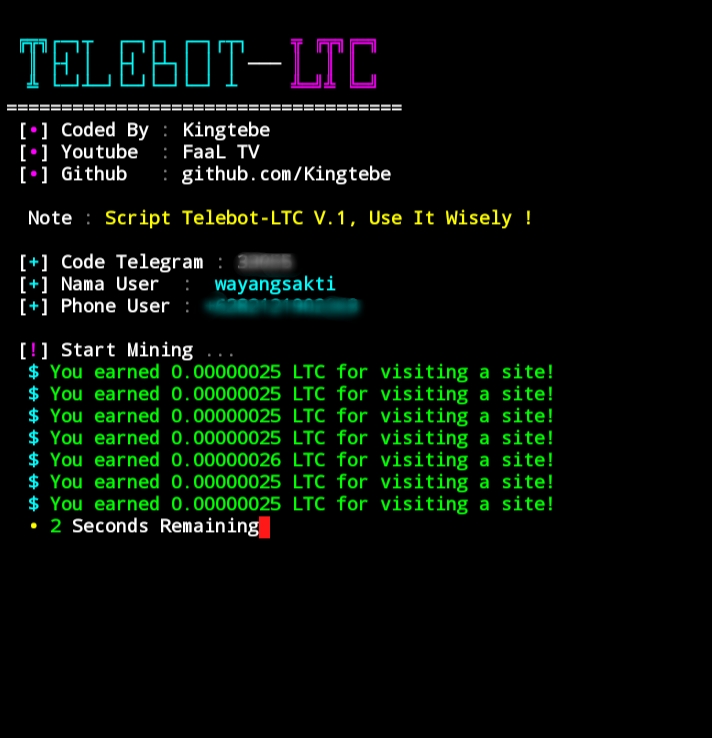 TELEBOT—LTC
====================================
[•] Coded By : Kingtebe
[•] Youtube : FaaL TV
[•] Github : github.com/Kingtebe
Note : Script Telebot-LTC V.1, Use It Wisely !
[+] Code Telegram :
[+] Nama User : wayangsakti
[+] Phone User :
[!] Start Mining ...
$ You earned 0.00000025 LTC for visiting a site!
$ You earned 0.00000025 LTC for visiting a site!
$ You earned 0.00000025 LTC for visiting a site!
$ You earned 0.00000025 LTC for visiting a site!
$ You earned 0.00000026 LTC for visiting a site!
$ You earned 0.00000025 LTC for visiting a site!
$ You earned 0.00000025 LTC for visiting a site!
• 2 Seconds Remaining